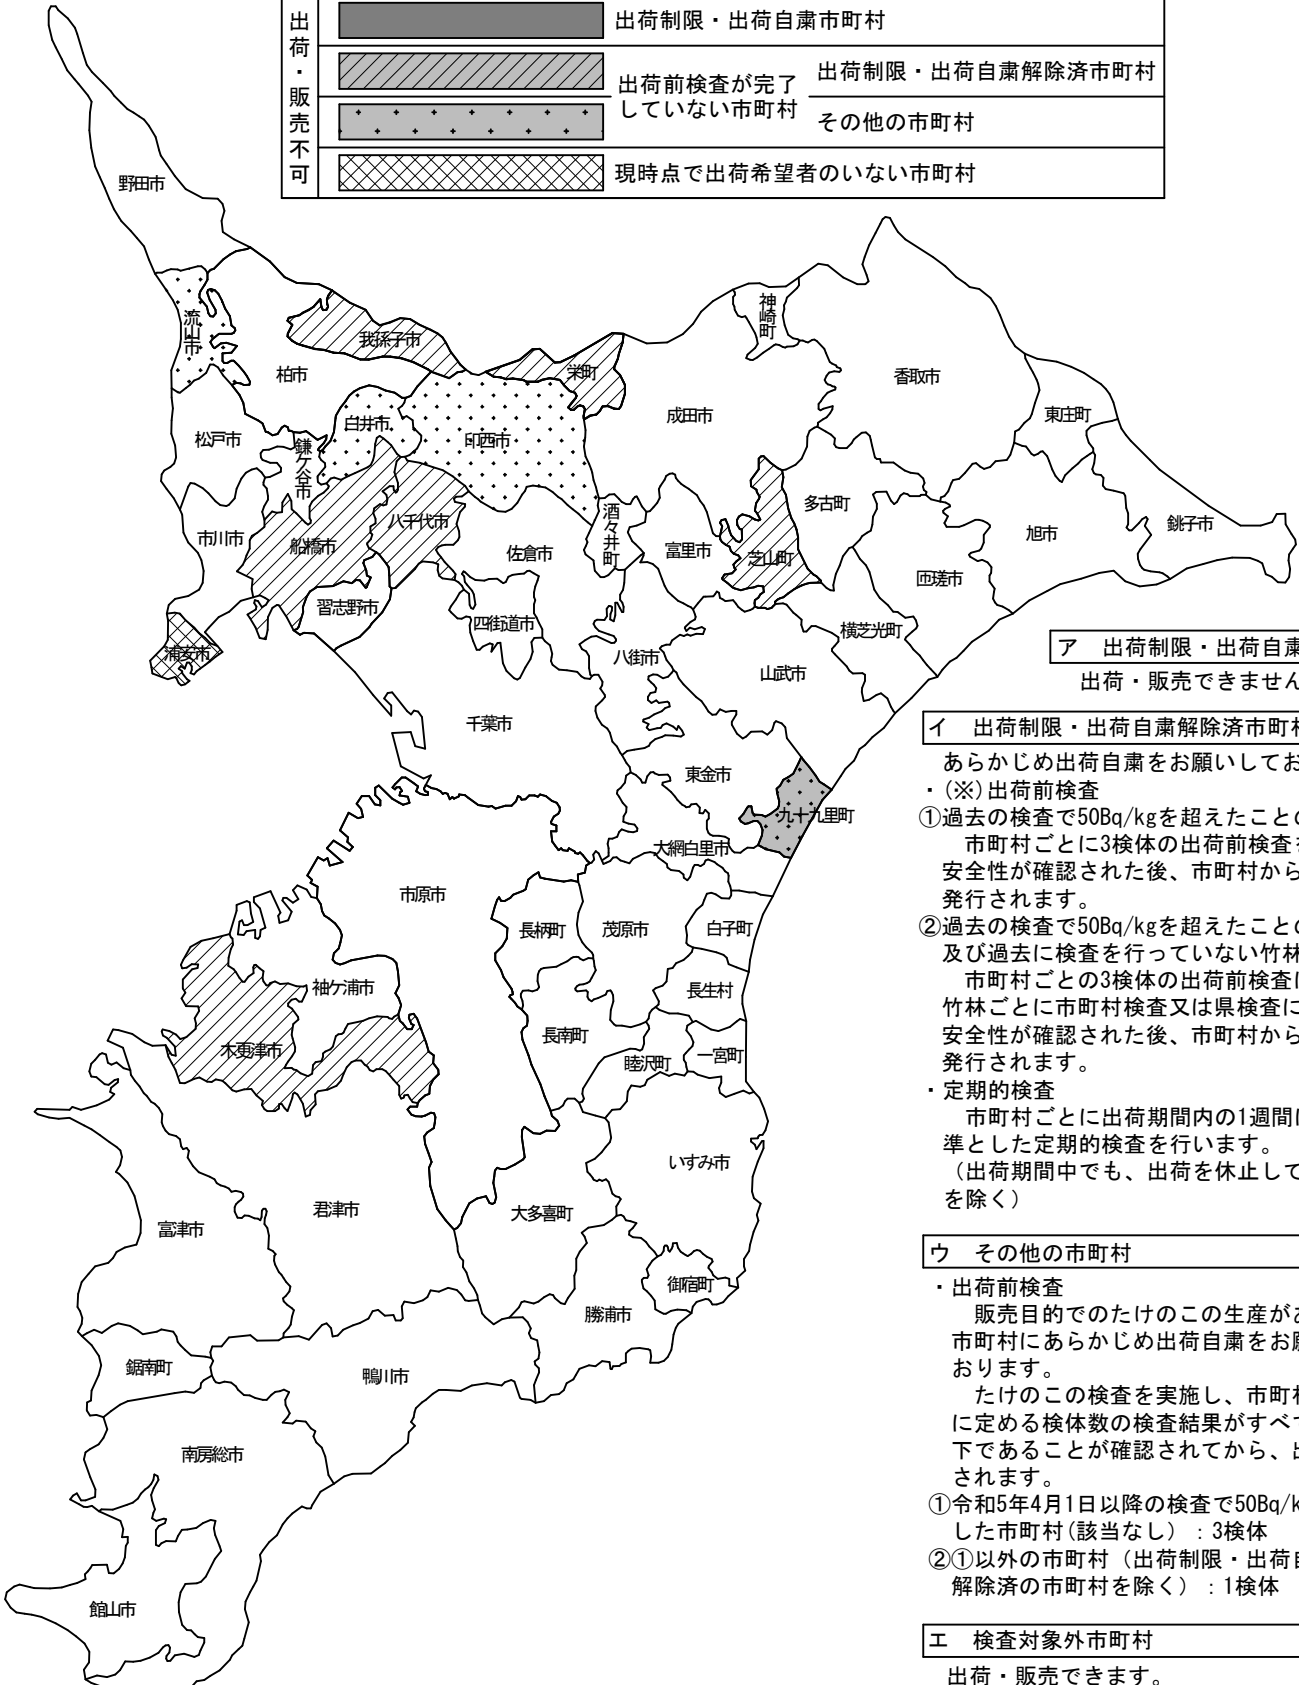 出荷・販売不可
出荷制限・出荷自粛市町村
出荷前検査が完了
していない市町村
出荷制限・出荷自粛解除済市町村
その他の市町村
現時点で出荷希望者のいない市町村
野田市
流山市
我孫子市
柏市
栄町
神崎町
香取市
成田市
東庄町
松戸市
鎌ケ谷市
白井市
印西市
多古町
酒々井町
市川市
船橋市
八千代市
佐倉市
富里市
芝山町
旭市
銚子市
匝瑳市
習志野市
四街道市
横芝光町
浦安市
八街市
山武市
千葉市
東金市
九十九里町
大網白里市
市原市
長柄町
茂原市
白子町
袖ケ浦市
長生村
長南町
木更津市
睦沢町
一宮町
いすみ市
君津市
富津市
大多喜町
御宿町
勝浦市
鋸南町
鴨川市
南房総市
館山市
ア　出荷制限・出荷自粛
出荷・販売できません
イ　出荷制限・出荷自粛解除済市町村
あらかじめ出荷自粛をお願いしてお
・(※)出荷前検査
①過去の検査で50Bq/kgを超えたことの
市町村ごとに3検体の出荷前検査を
安全性が確認された後、市町村から
発行されます。
②過去の検査で50Bq/kgを超えたことの
及び過去に検査を行っていない竹林
市町村ごとの3検体の出荷前検査に
竹林ごとに市町村検査又は県検査に
安全性が確認された後、市町村から
発行されます。
・定期的検査
市町村ごとに出荷期間内の1週間に
準とした定期的検査を行います。
（出荷期間中でも、出荷を休止して
を除く）
ウ　その他の市町村
・出荷前検査
販売目的でのたけのこの生産があ
市町村にあらかじめ出荷自粛をお願
おります。
たけのこの検査を実施し、市町村
に定める検体数の検査結果がすべて
下であることが確認されてから、出
されます。
①令和5年4月1日以降の検査で50Bq/k
した市町村(該当なし）：3検体
②①以外の市町村（出荷制限・出荷自
解除済の市町村を除く）：1検体
エ　検査対象外市町村
出荷・販売できます。